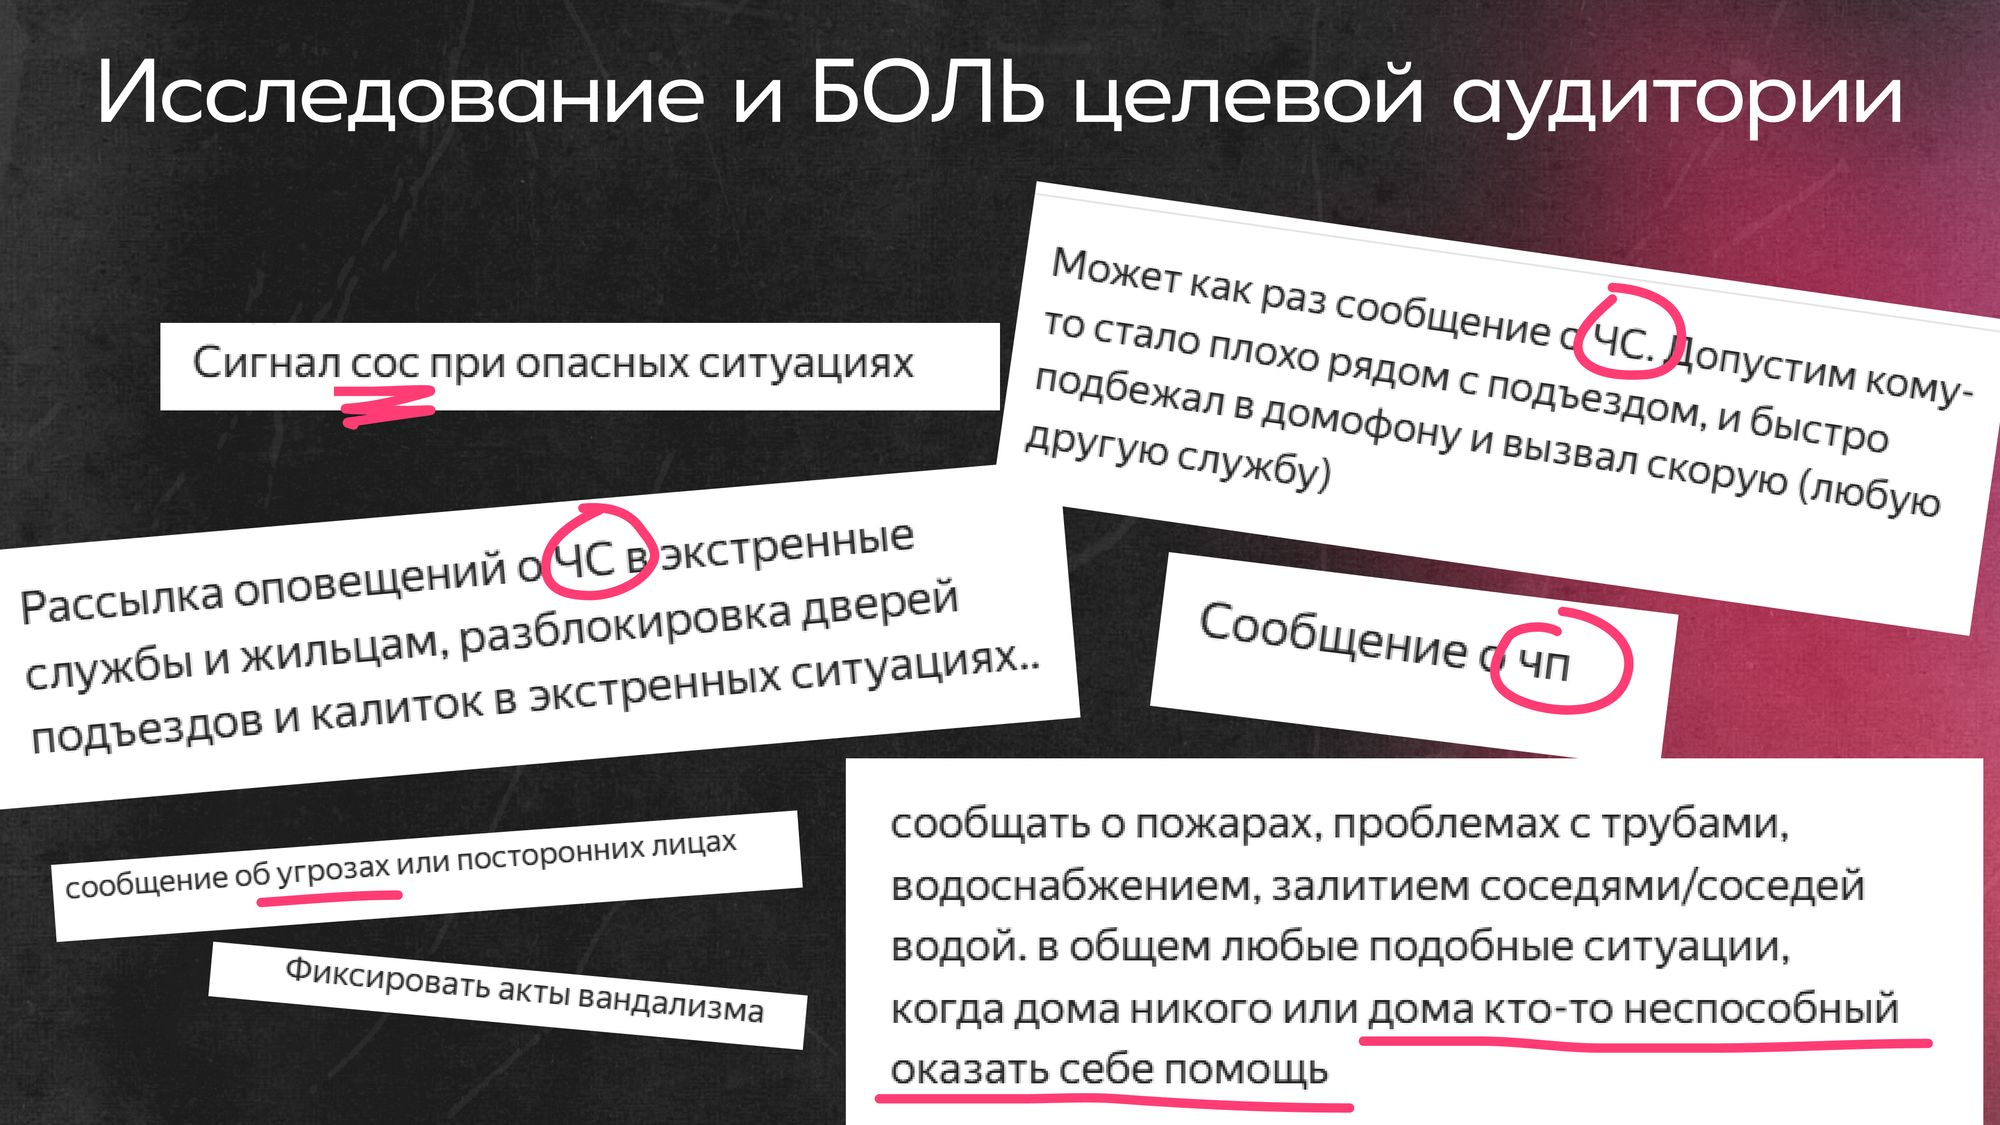 Исследование и БОЛЬ целевой аудитории
Сигнал сос при опасных ситуациях
Может как раз сообщение о ЧС. Допустим кому-
то стало плохо рядом с подъездом, и быстро
подбежал в домофону и вызвал скорую (любую
другую службу)
Рассылка оповещений о ЧС в экстренные
службы и жильцам, разблокировка дверей
подъездов и калиток в экстренных ситуациях..
Сообщение о чп
сообщение об угрозах или посторонних лицах
Фиксировать акты вандализма
сообщать о пожарах, проблемах с трубами,
водоснабжением, залитием соседями/соседей
водой. в общем любые подобные ситуации,
когда дома никого или дома кто-то неспособный
оказать себе помощь